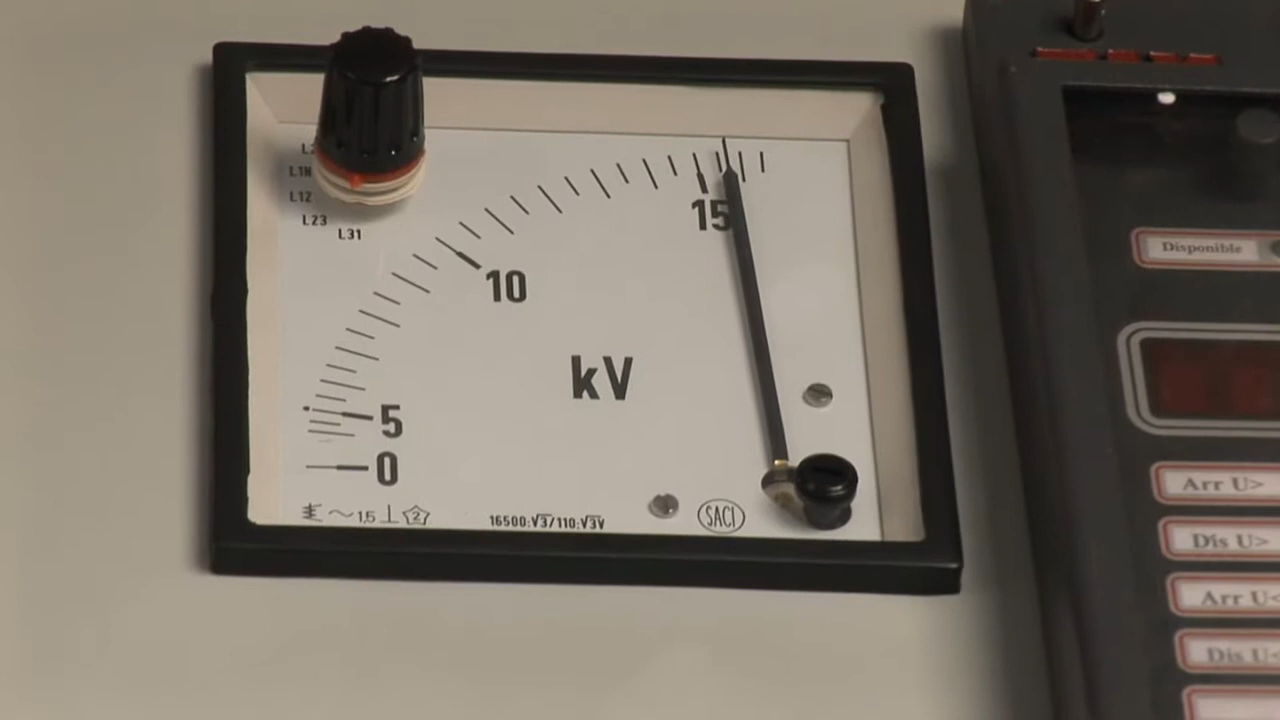 L1N
L12
L23
L31
15
10
kV
5
0
1,5 2
16500:√3/110:√3V
SACI
Disponible
Arr U>
Dis U>
Arr U<
Dis U<